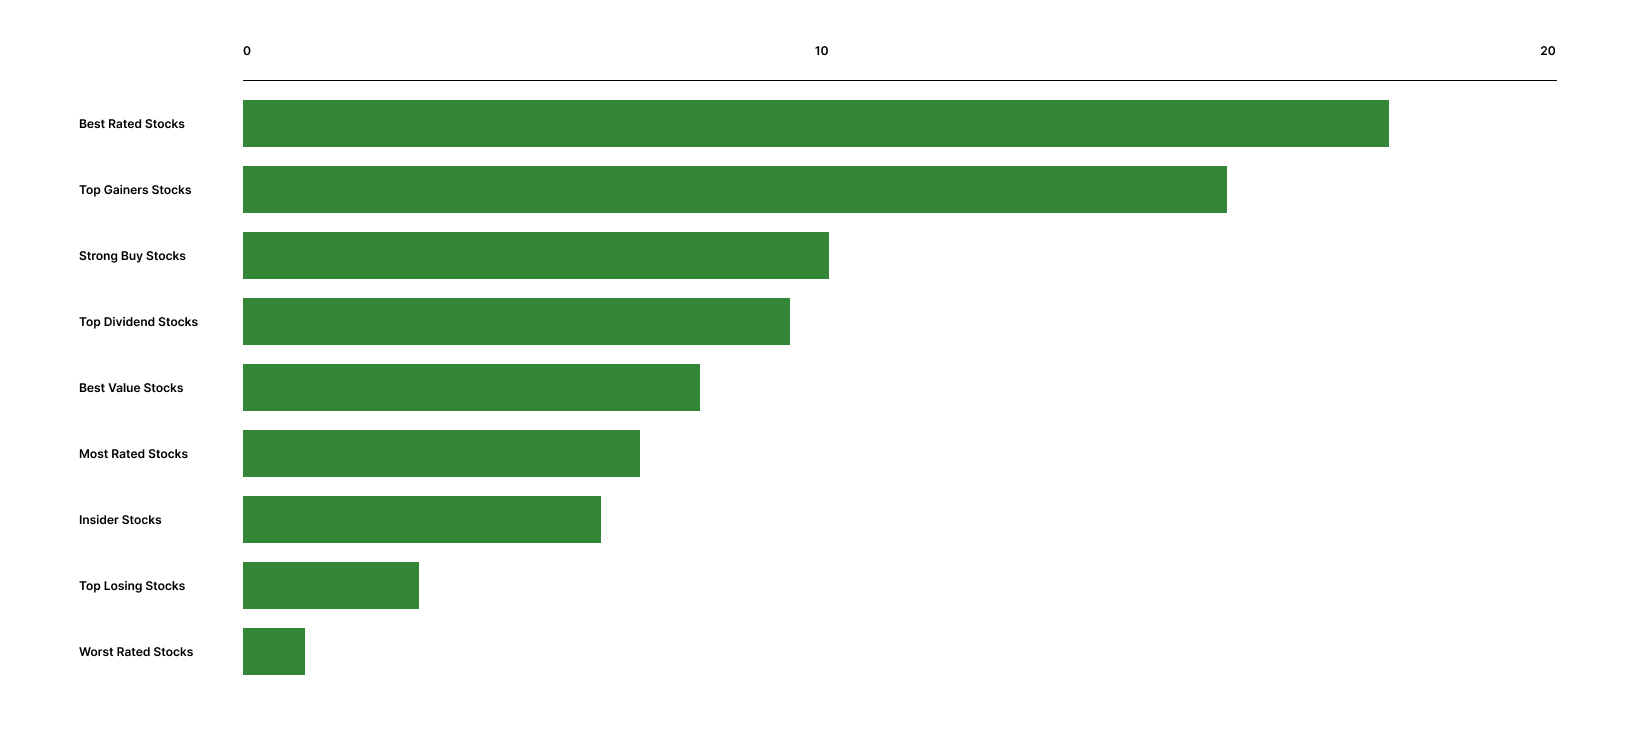 0 10 20
Best Rated Stocks
Top Gainers Stocks
Strong Buy Stocks
Top Dividend Stocks
Best Value Stocks
Most Rated Stocks
Insider Stocks
Top Losing Stocks
Worst Rated Stocks